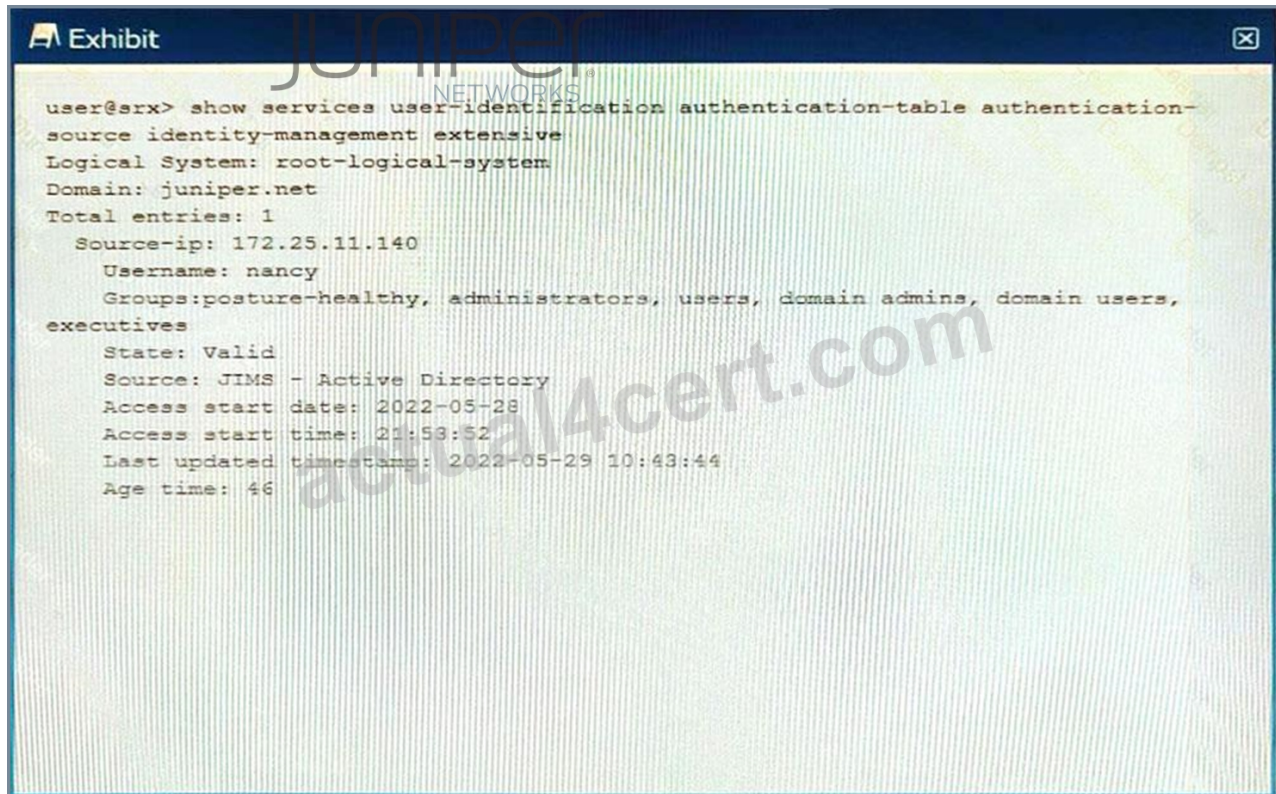 Exhibit
JUNIPER
NETWORKS
user@srx> show services user-identification authentication-table authentication-
source identity-management extensive
Logical System: root-logical-system
Domain: juniper.net
Total entries: 1
Source-ip: 172.25.11.140
Username: nancy
Groups:posture-healthy, administrators, users, domain admins, domain users,
executives
State: Valid
Source: JIMS - Active Directory
Access start date: 2022-05-28
Access start time: 21:53:52
Last updated timestamp: 2022-05-29 10:43:44
Age time: 46
actual4cert.com